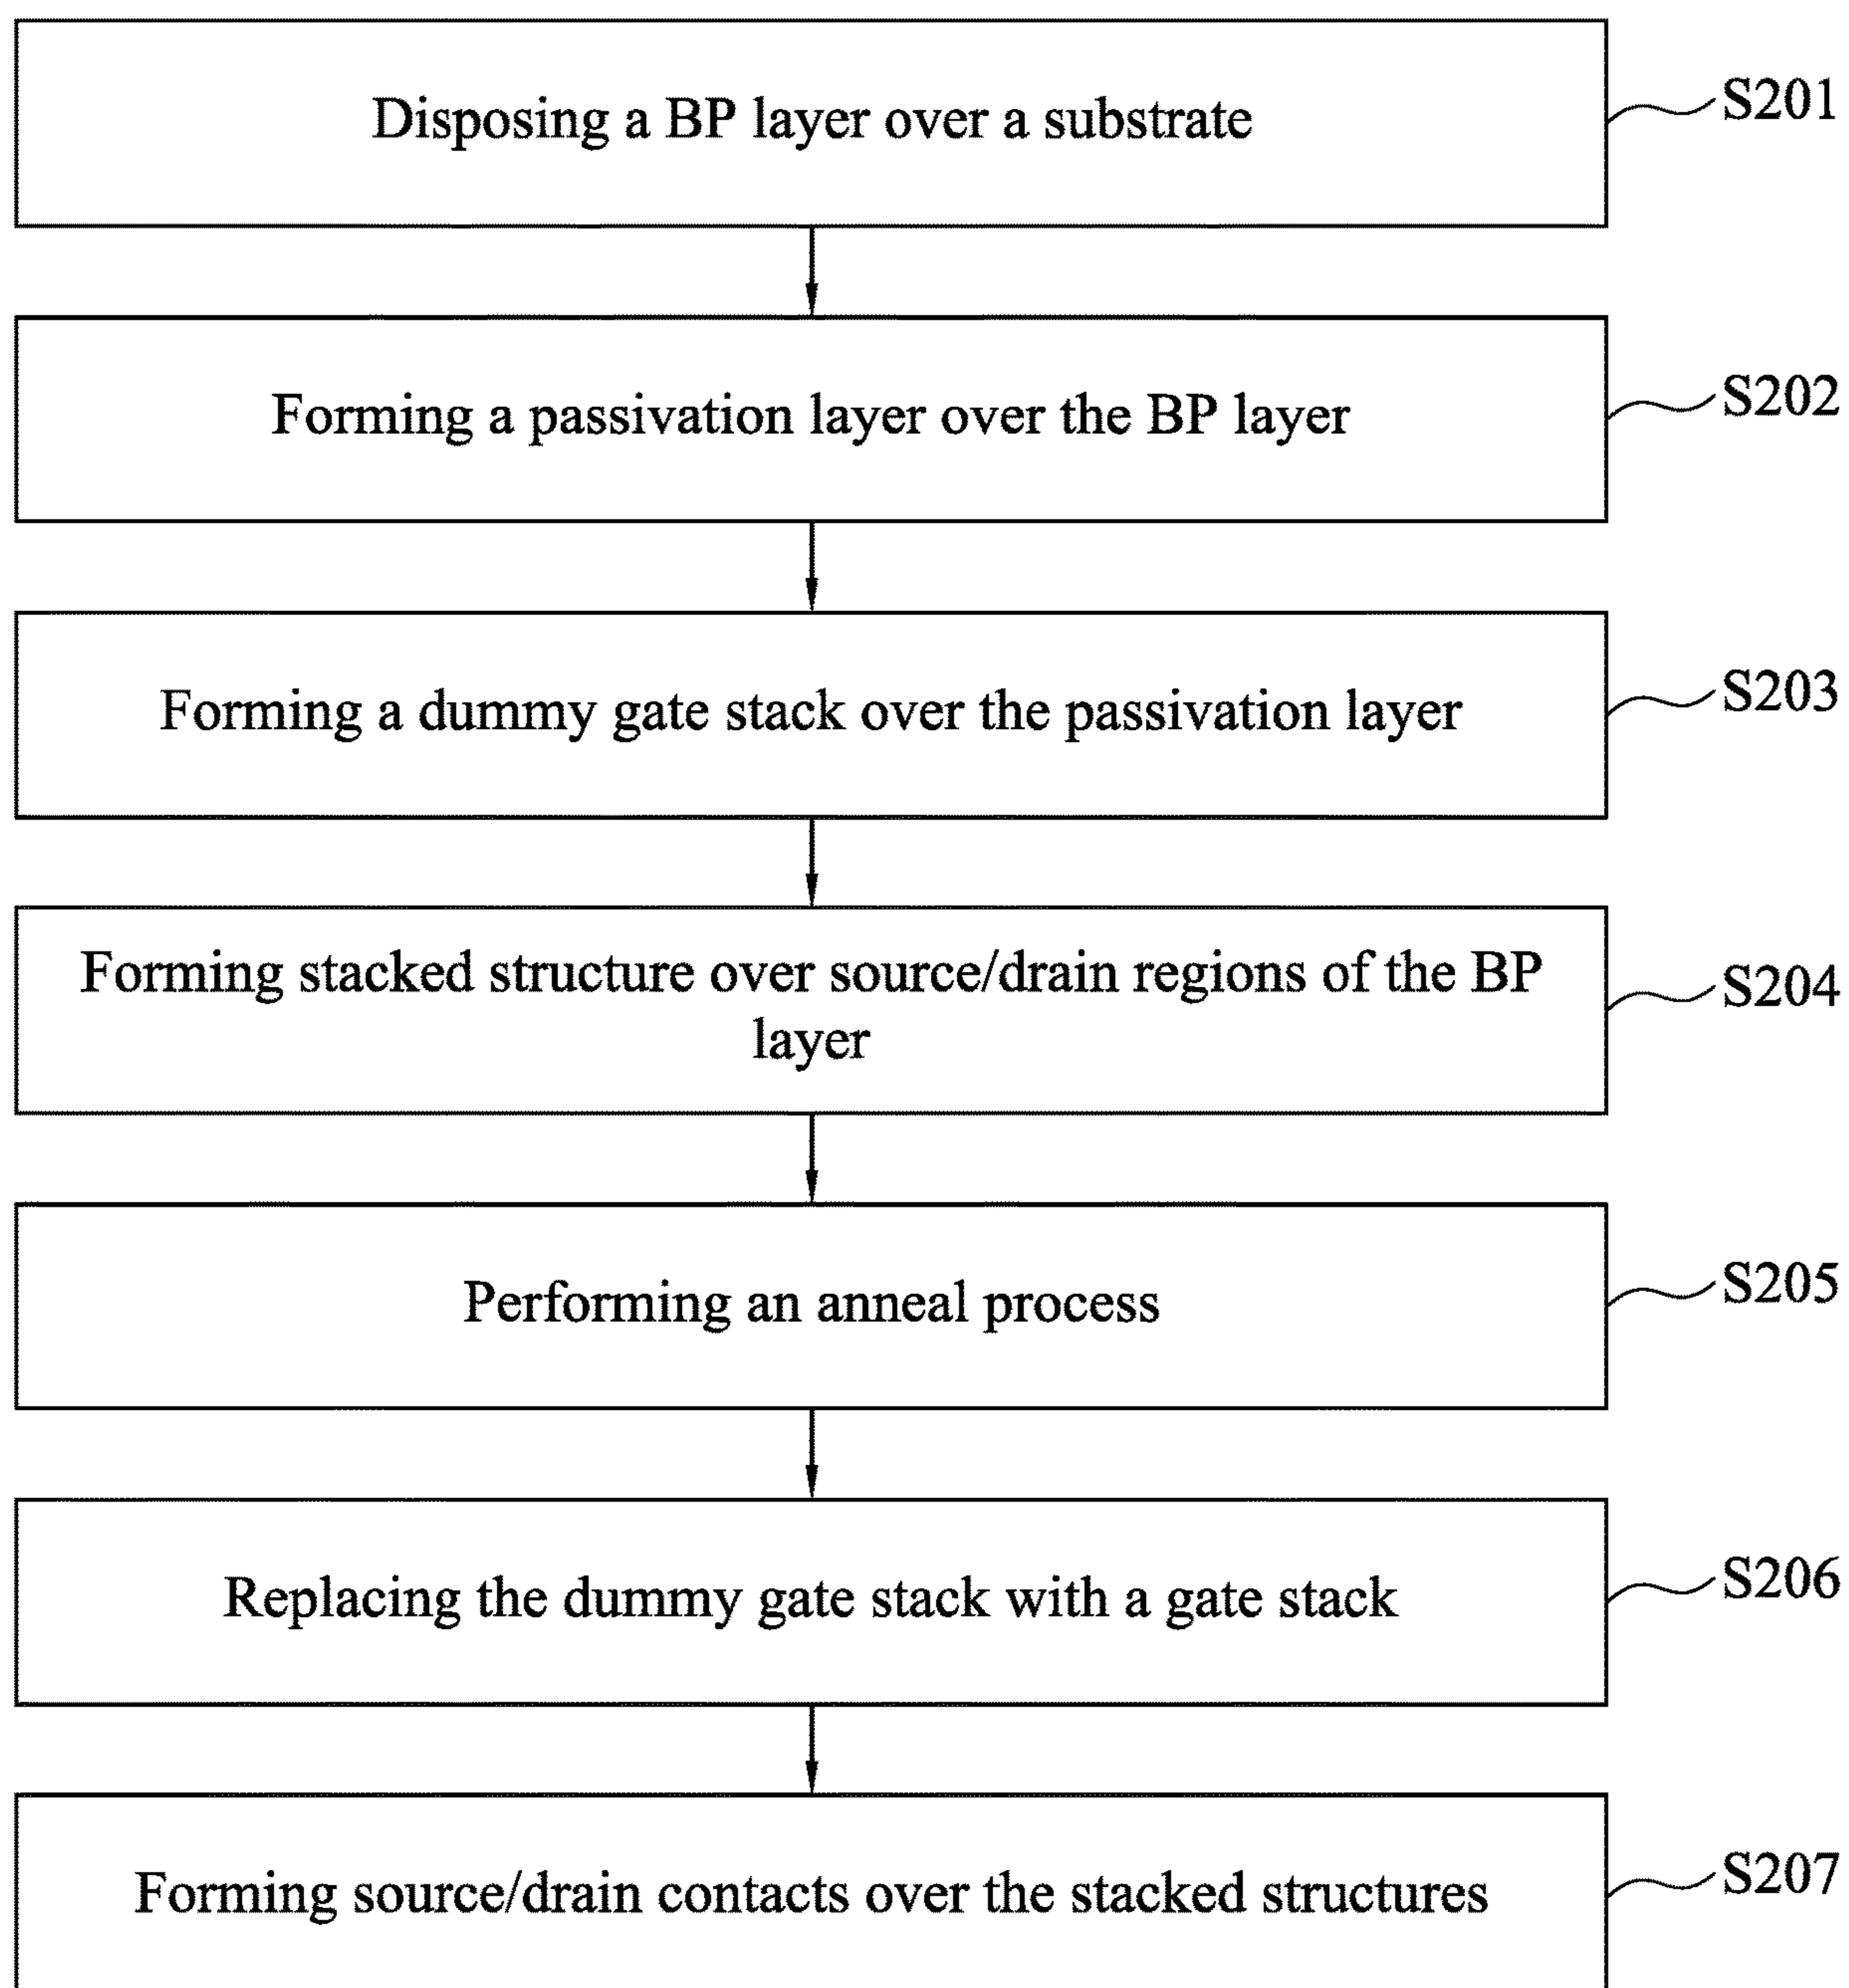 Disposing a BP layer over a substrate
S201
Forming a passivation layer over the BP layer
S202
Forming a dummy gate stack over the passivation layer
S203
Forming stacked structure over source/drain regions of the BP
layer
S204
Performing an anneal process
S205
Replacing the dummy gate stack with a gate stack
S206
Forming source/drain contacts over the stacked structures
S207